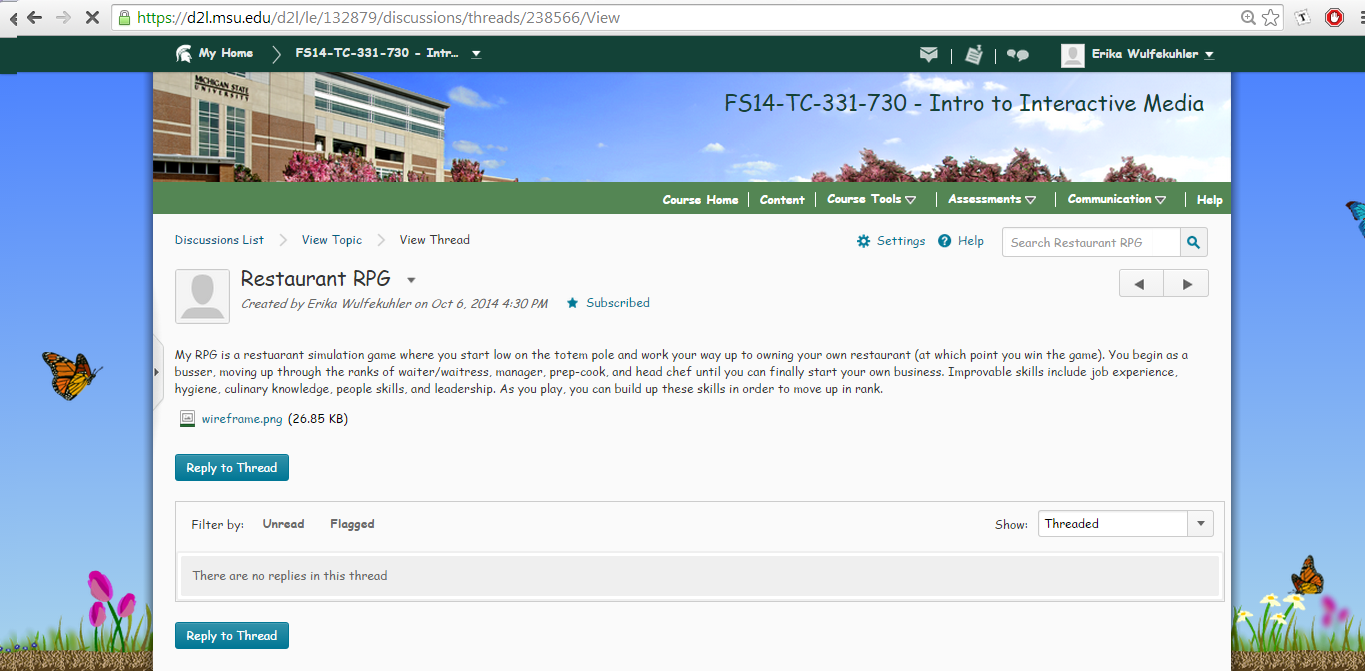 https://d2l.msu.edu/d2l/le/132879/discussions/threads/238566/View
My Home FS14-TC-331-730 - Intr... Erika Wulfekuhler
MICHIGAN STATE
UNIVERSITY
FS14-TC-331-730 - Intro to Interactive Media
Course Home Content Course Tools Assessments Communication Help
Discussions List View Topic View Thread Settings Help Search Restaurant RPG
Restaurant RPG
Created by Erika Wulfekuhler on Oct 6, 2014 4:30 PM Subscribed
My RPG is a restuarant simulation game where you start low on the totem pole and work your way up to owning your own restaurant (at which point you win the game). You begin as a
busser, moving up through the ranks of waiter/waitress, manager, prep-cook, and head chef until you can finally start your own business. Improvable skills include job experience,
hygiene, culinary knowledge, people skills, and leadership. As you play, you can build up these skills in order to move up in rank.
wireframe.png (26.85 KB)
Reply to Thread
Filter by: Unread Flagged Show: Threaded
There are no replies in this thread
Reply to Thread